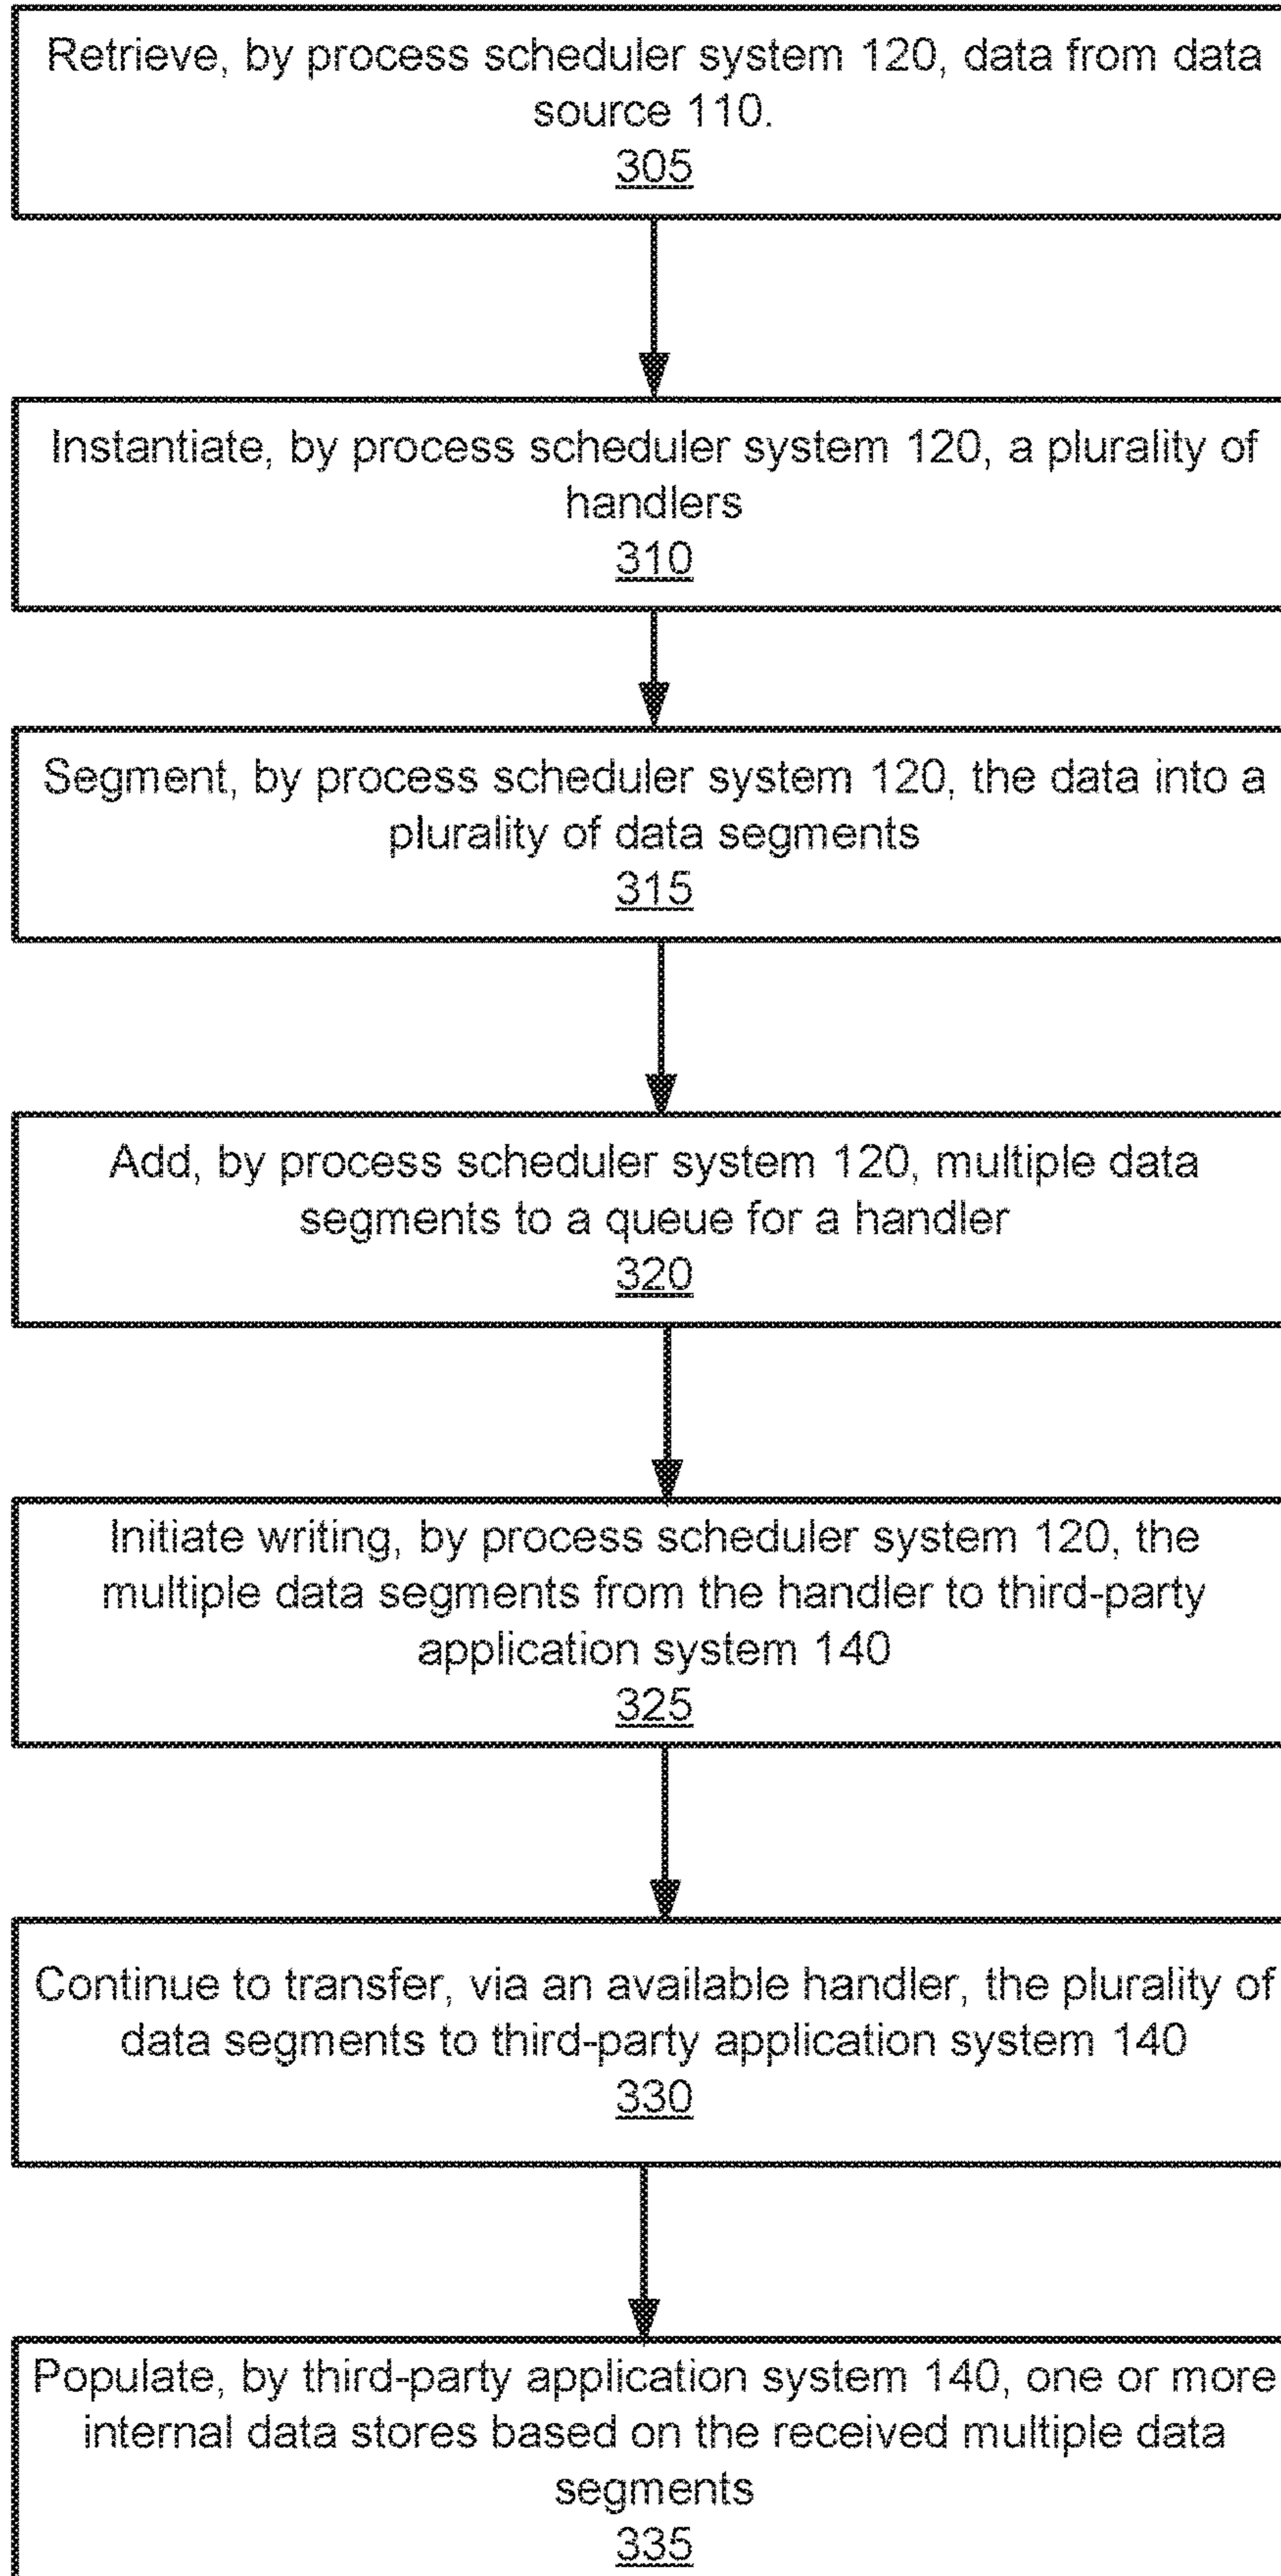 Retrieve, by process scheduler system 120, data from data
source 110.
305
Instantiate, by process scheduler system 120, a plurality of
handlers
310
Segment, by process scheduler system 120, the data into a
plurality of data segments
315
Add, by process scheduler system 120, multiple data
segments to a queue for a handler
320
Initiate writing, by process scheduler system 120, the
multiple data segments from the handler to third-party
application system 140
325
Continue to transfer, via an available handler, the plurality of
data segments to third-party application system 140
330
Populate, by third-party application system 140, one or more
internal data stores based on the received multiple data
segments
335